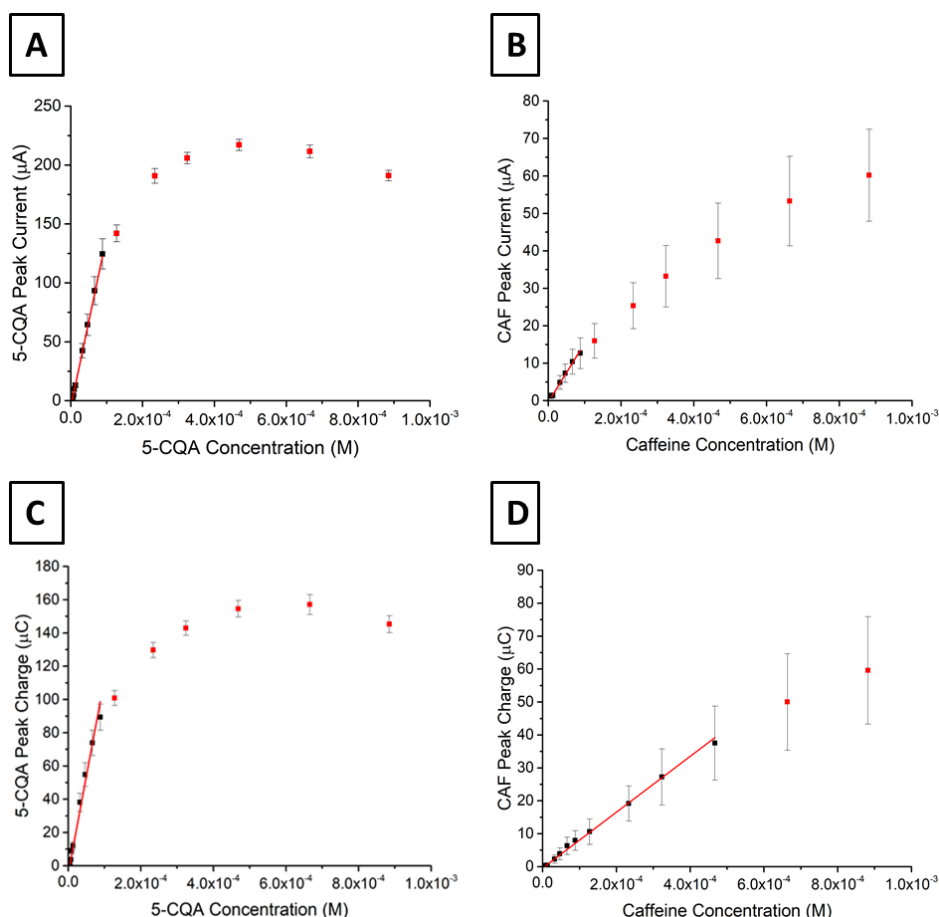 A
5-CQA Peak Current (μA)
250
200
150
100
50
0
0.0 2.0x10⁻⁴ 4.0x10⁻⁴ 6.0x10⁻⁴ 8.0x10⁻⁴ 1.0x10⁻³
5-CQA Concentration (M)
B
CAF Peak Current (μA)
80
70
60
50
40
30
20
10
0
0.0 2.0x10⁻⁴ 4.0x10⁻⁴ 6.0x10⁻⁴ 8.0x10⁻⁴ 1.0x10⁻³
Caffeine Concentration (M)
C
5-CQA Peak Charge (μC)
180
160
140
120
100
80
60
40
20
0
0.0 2.0x10⁻⁴ 4.0x10⁻⁴ 6.0x10⁻⁴ 8.0x10⁻⁴ 1.0x10⁻³
5-CQA Concentration (M)
D
CAF Peak Charge (μC)
90
80
70
60
50
40
30
20
10
0
0.0 2.0x10⁻⁴ 4.0x10⁻⁴ 6.0x10⁻⁴ 8.0x10⁻⁴ 1.0x10⁻³
Caffeine Concentration (M)